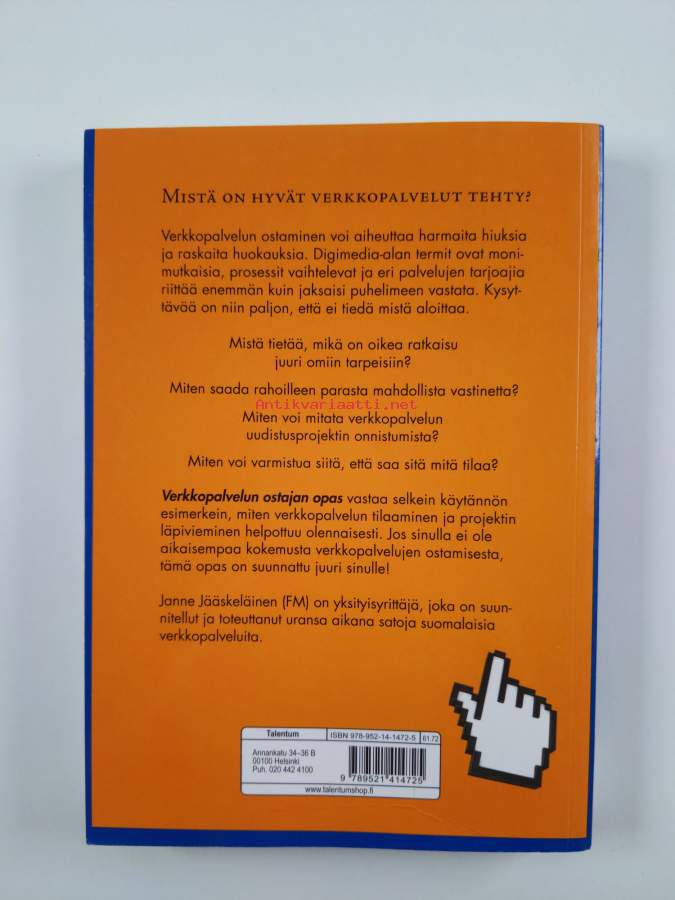 MISTÄ ON HYVÄT VERKKOPALVELUT TEHTY?
Verkkopalvelun ostaminen voi aiheuttaa harmaita hiuksia
ja raskaita huokauksia. Digimedia-alan termit ovat moni-
mutkaisia, prosessit vaihtelevat ja eri palvelujen tarjoajia
riittää enemmän kuin jaksaisi puhelimeen vastata. Kysyt-
tävää on niin paljon, että ei tiedä mistä aloittaa.
Mistä tietää, mikä on oikea ratkaisu
juuri omiin tarpeisiin?
Miten saada rahoilleen parasta mahdollista vastinetta?
Antikvariaatti.net
Miten voi mitata verkkopalvelun
uudistusprojektin onnistumista?
Miten voi varmistua siitä, että saa sitä mitä tilaa?
Verkkopalvelun ostajan opas vastaa selkein käytännön
esimerkein, miten verkkopalvelun tilaaminen ja projektin
läpivieminen helpottuu olennaisesti. Jos sinulla ei ole
aikaisempaa kokemusta verkkopalvelujen ostamisesta,
tämä opas on suunnattu juuri sinulle!
Janne Jääskeläinen (FM) on yksityisyrittäjä, joka on suun-
nitellut ja toteuttanut uransa aikana satoja suomalaisia
verkkopalveluita.
Talentum ISBN 978-952-14-1472-5 61.72
Annankatu 34–36 B
00100 Helsinki
Puh. 020 442 4100
9 789521 414725
www.talentumshop.fi